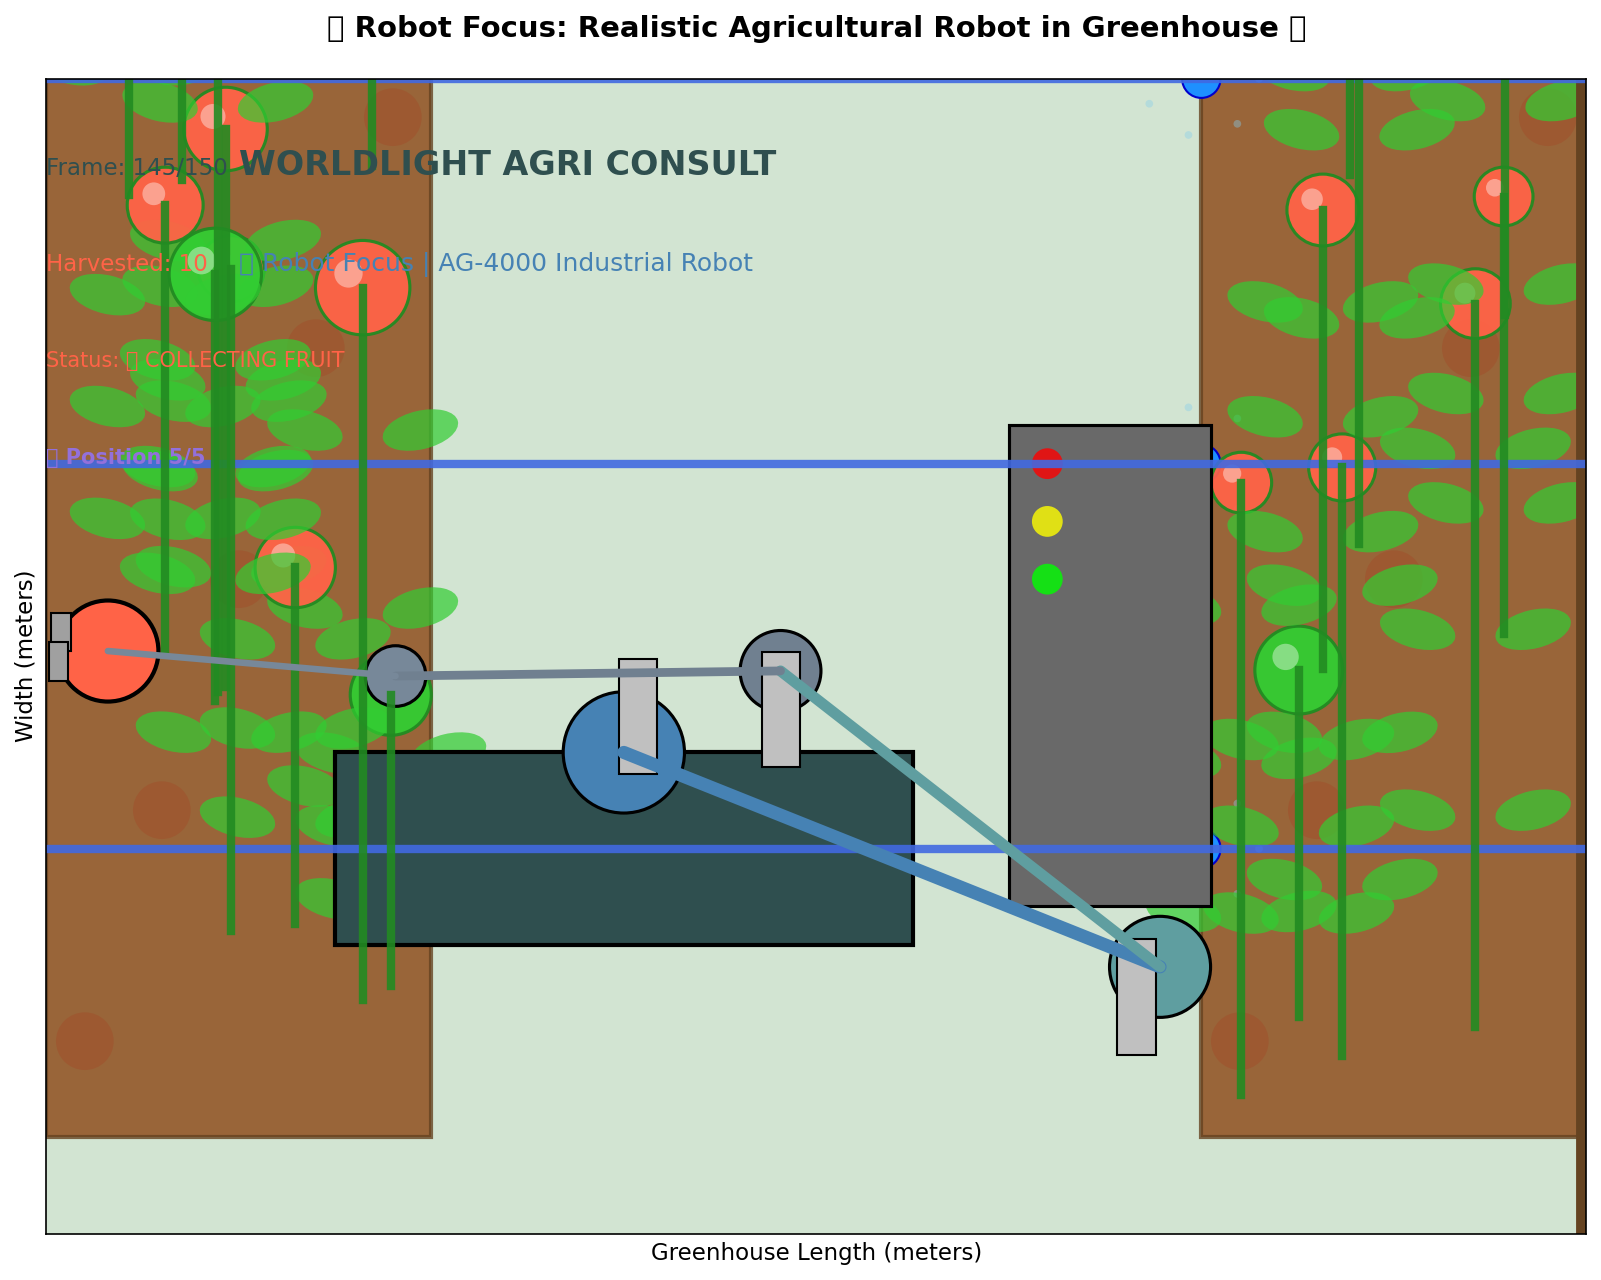 Robot Focus: Realistic Agricultural Robot in Greenhouse
Frame: 145/150
WORLDLIGHT AGRI CONSULT
Harvested: 10
Robot Focus | AG-4000 Industrial Robot
Status: COLLECTING FRUIT
Position 5/5
Width (meters)
Greenhouse Length (meters)